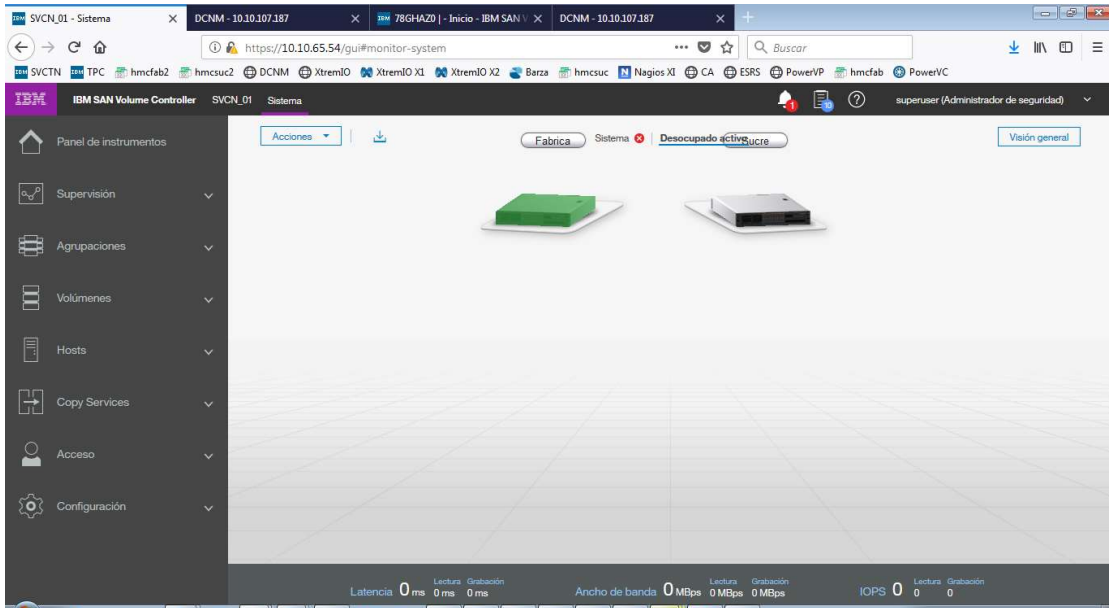 SVCN_01 - Sistema
DCNM - 10.10.107.187
78GHAZ0 | - Inicio - IBM SAN V
DCNM - 10.10.107.187
https://10.10.65.54/gui#monitor-system
Buscar
SVCTN TPC hmcfab2 hmcsuc2 DCNM XtremIO XtremIO X1 XtremIO X2 Barza hmcsuc Nagios XI CA ESRS PowerVP hmcfab PowerVC
IBM IBM SAN Volume Controller SVCN_01 Sistema
1
10
superuser (Administrador de seguridad)
Panel de instrumentos
Supervisión
Agrupaciones
Volúmenes
Hosts
Copy Services
Acceso
Configuración
Acciones
Fabrica
Sistema
Desocupado active
Sucre
Visión general
Latencia 0 ms Lectura 0 ms Grabación 0 ms
Ancho de banda 0 MBps Lectura 0 MBps Grabación 0 MBps
IOPS 0 Lectura 0 Grabación 0